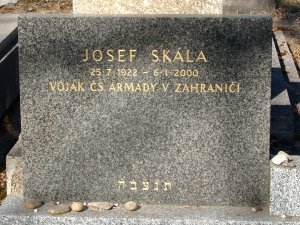 JOSEF SKÁLA
25.7.1922 – 6.1.2000
VOJÁK ČS. ARMÁDY V ZAHRANIČÍ
תנצבה